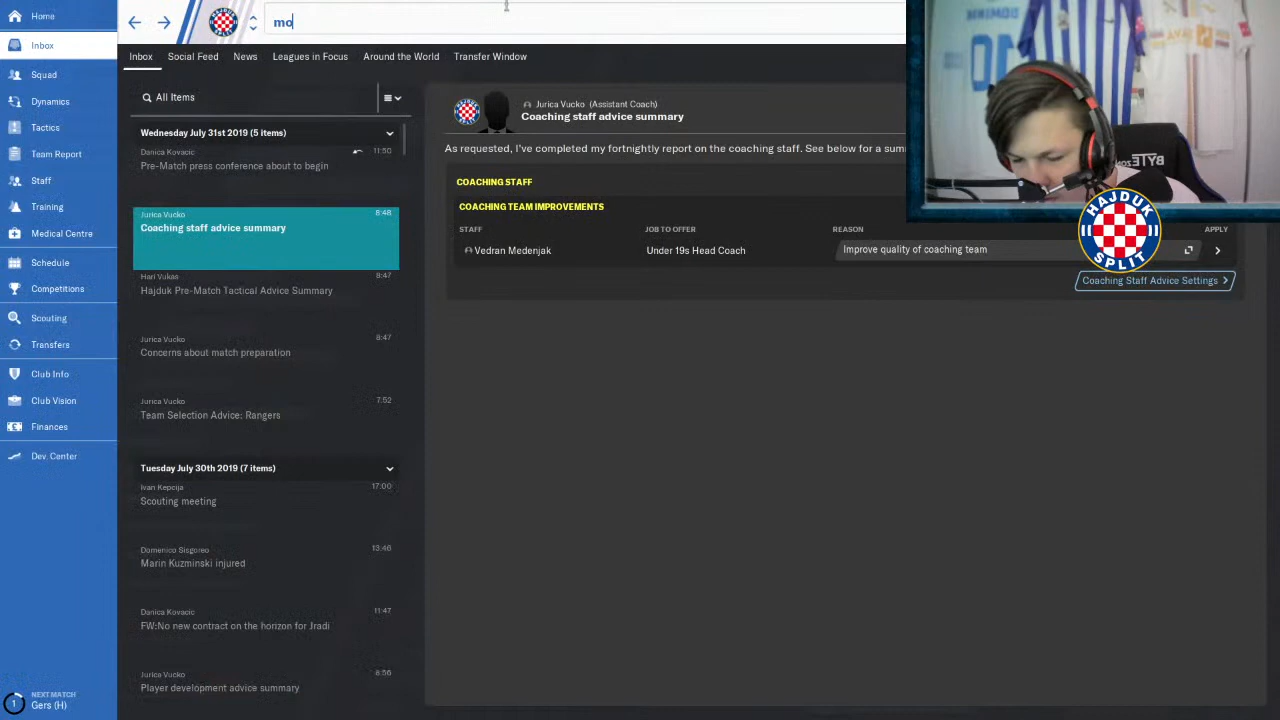 Home
mo
Inbox
Squad
Dynamics
Tactics
Team Report
Staff
Training
Medical Centre
Schedule
Competitions
Scouting
Transfers
Club Info
Club Vision
Finances
Dev. Center
1
NEXT MATCH
Gers (H)
Inbox Social Feed News Leagues in Focus Around the World Transfer Window
All Items
Wednesday July 31st 2019 (5 items)
Danica Kovacic 11:50
Pre-Match press conference about to begin
Jurica Vucko 8:48
Coaching staff advice summary
Hari Vukas 8:47
Hajduk Pre-Match Tactical Advice Summary
Jurica Vucko 8:47
Concerns about match preparation
Jurica Vucko 7:52
Team Selection Advice: Rangers
Tuesday July 30th 2019 (7 items)
Ivan Kepcija 17:00
Scouting meeting
Domenico Sisgoreo 13:46
Marin Kuzminski injured
Danica Kovacic 11:47
FW:No new contract on the horizon for Jradi
Jurica Vucko 8:56
Player development advice summary
Jurica Vucko (Assistant Coach)
Coaching staff advice summary
As requested, I've completed my fortnightly report on the coaching staff. See below for a
COACHING STAFF
COACHING TEAM IMPROVEMENTS
STAFF JOB TO OFFER REASON APPLY
Vedran Medenjak Under 19s Head Coach Improve quality of coaching team
Coaching Staff Advice Settings
HAJDUK
SPLIT
10